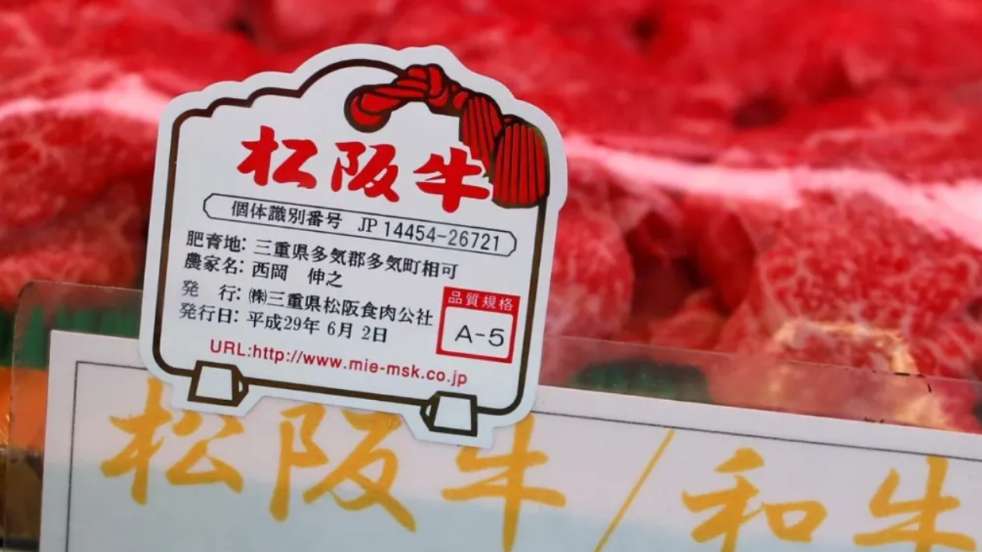 松阪牛
個体識別番号 JP 14454-26721
肥育地: 三重県多気郡多気町相可
農家名: 西岡 伸之
発 行: ㈱三重県松阪食肉公社
発行日: 平成29年 6月 2日
品質規格
A-5
URL:http://www.mie-msk.co.jp
松阪牛/和牛